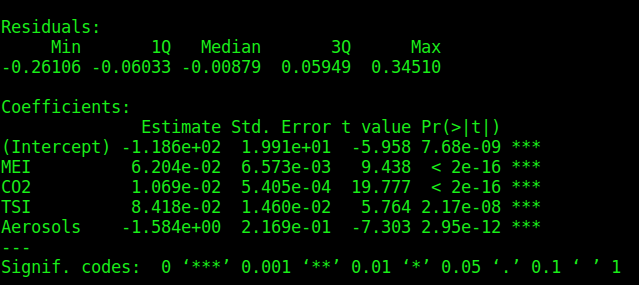 Residuals:
     Min       1Q   Median       3Q      Max
-0.26106 -0.06033 -0.00879  0.05949  0.34510
Coefficients:
              Estimate Std. Error t value Pr(>|t|)
(Intercept) -1.186e+02  1.991e+01  -5.958 7.68e-09 ***
MEI          6.204e-02  6.573e-03   9.438  < 2e-16 ***
CO2          1.069e-02  5.405e-04  19.777  < 2e-16 ***
TSI          8.418e-02  1.460e-02   5.764 2.17e-08 ***
Aerosols    -1.584e+00  2.169e-01  -7.303 2.95e-12 ***
---
Signif. codes:  0 ‘***’ 0.001 ‘**’ 0.01 ‘*’ 0.05 ‘.’ 0.1 ‘ ’ 1